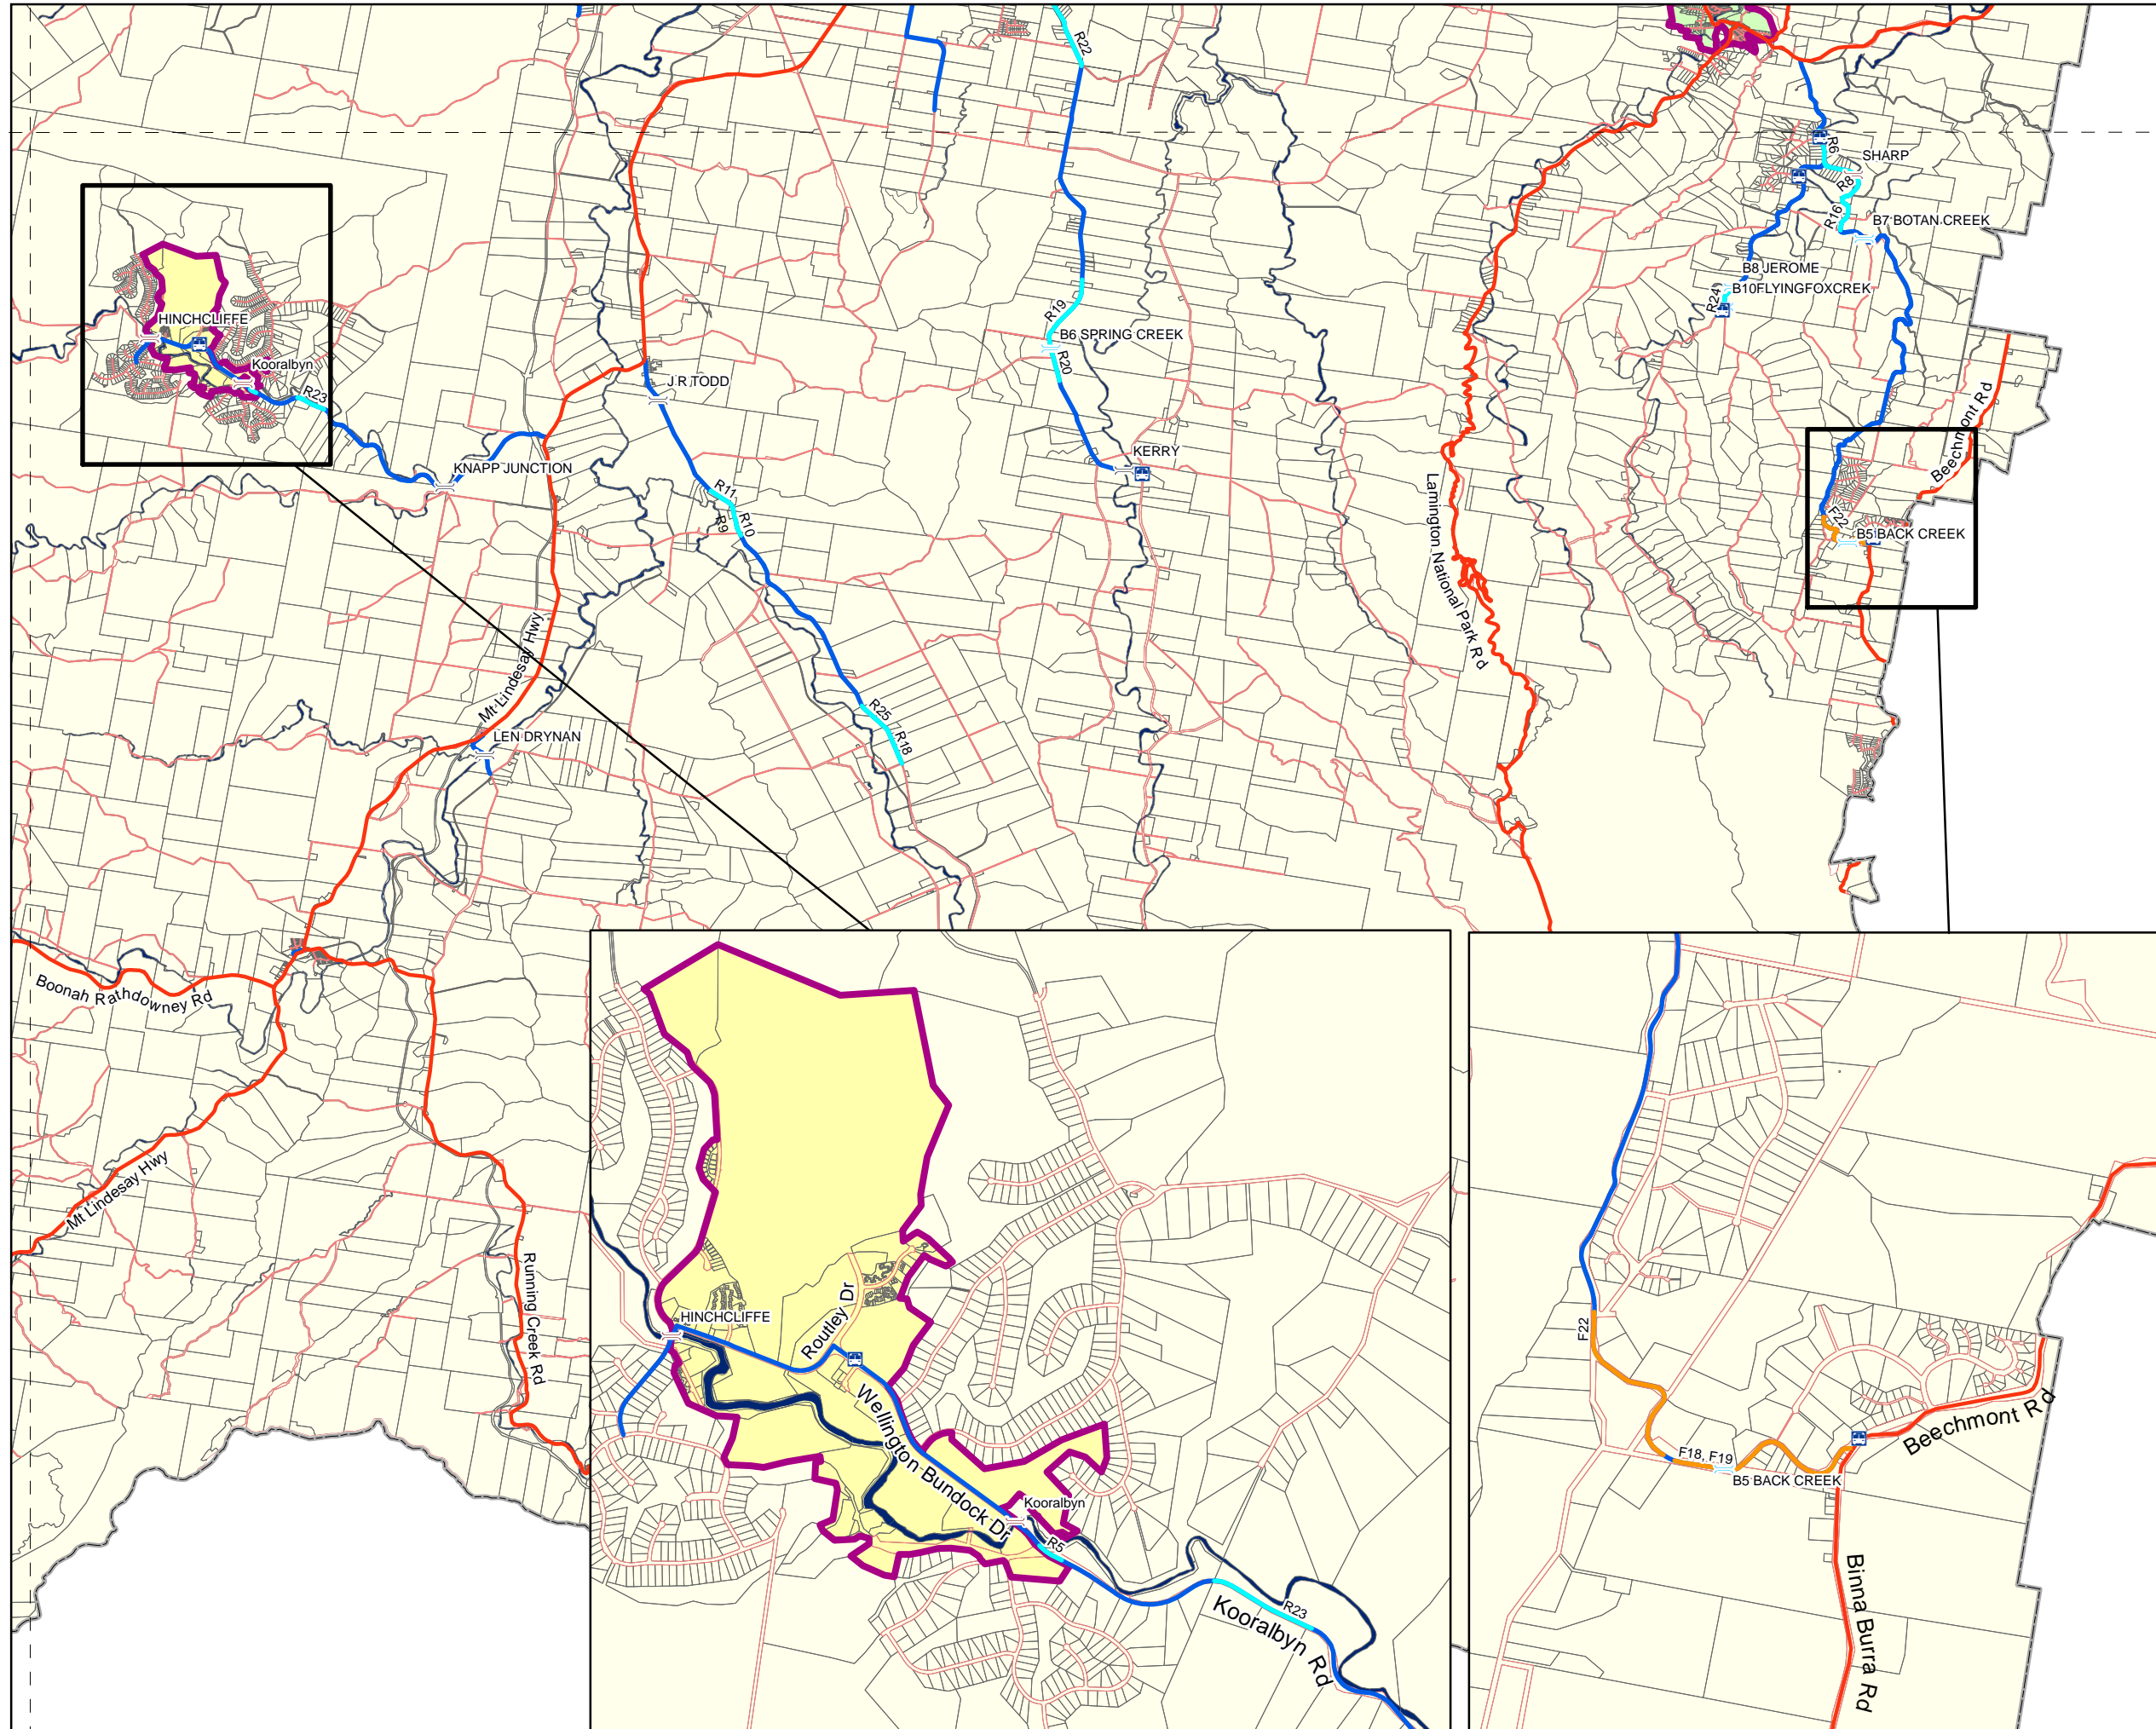 R22
R6
SHARP
R8
R16
B7 BOTAN CREEK
B8 JEROME
B10FLYINGFOXCREK
R24
HINCHCLIFFE
Kooralbyn
R23
R19
B6 SPRING CREEK
R20
J R TODD
KERRY
KNAPP JUNCTION
R11
R9
R10
Beechmont Rd
F22
B5 BACK CREEK
Lamington National Park Rd
Mt Lindesay Hwy
LEN DRYNAN
R25
R18
Boonah Rathdowney Rd
Mt Lindesay Hwy
Running Creek Rd
HINCHCLIFFE
Routley Dr
Wellington Bundock Dr
Kooralbyn
R5
R23
Kooralbyn Rd
F22
F18, F19
B5 BACK CREEK
Beechmont Rd
Binna Burra Rd